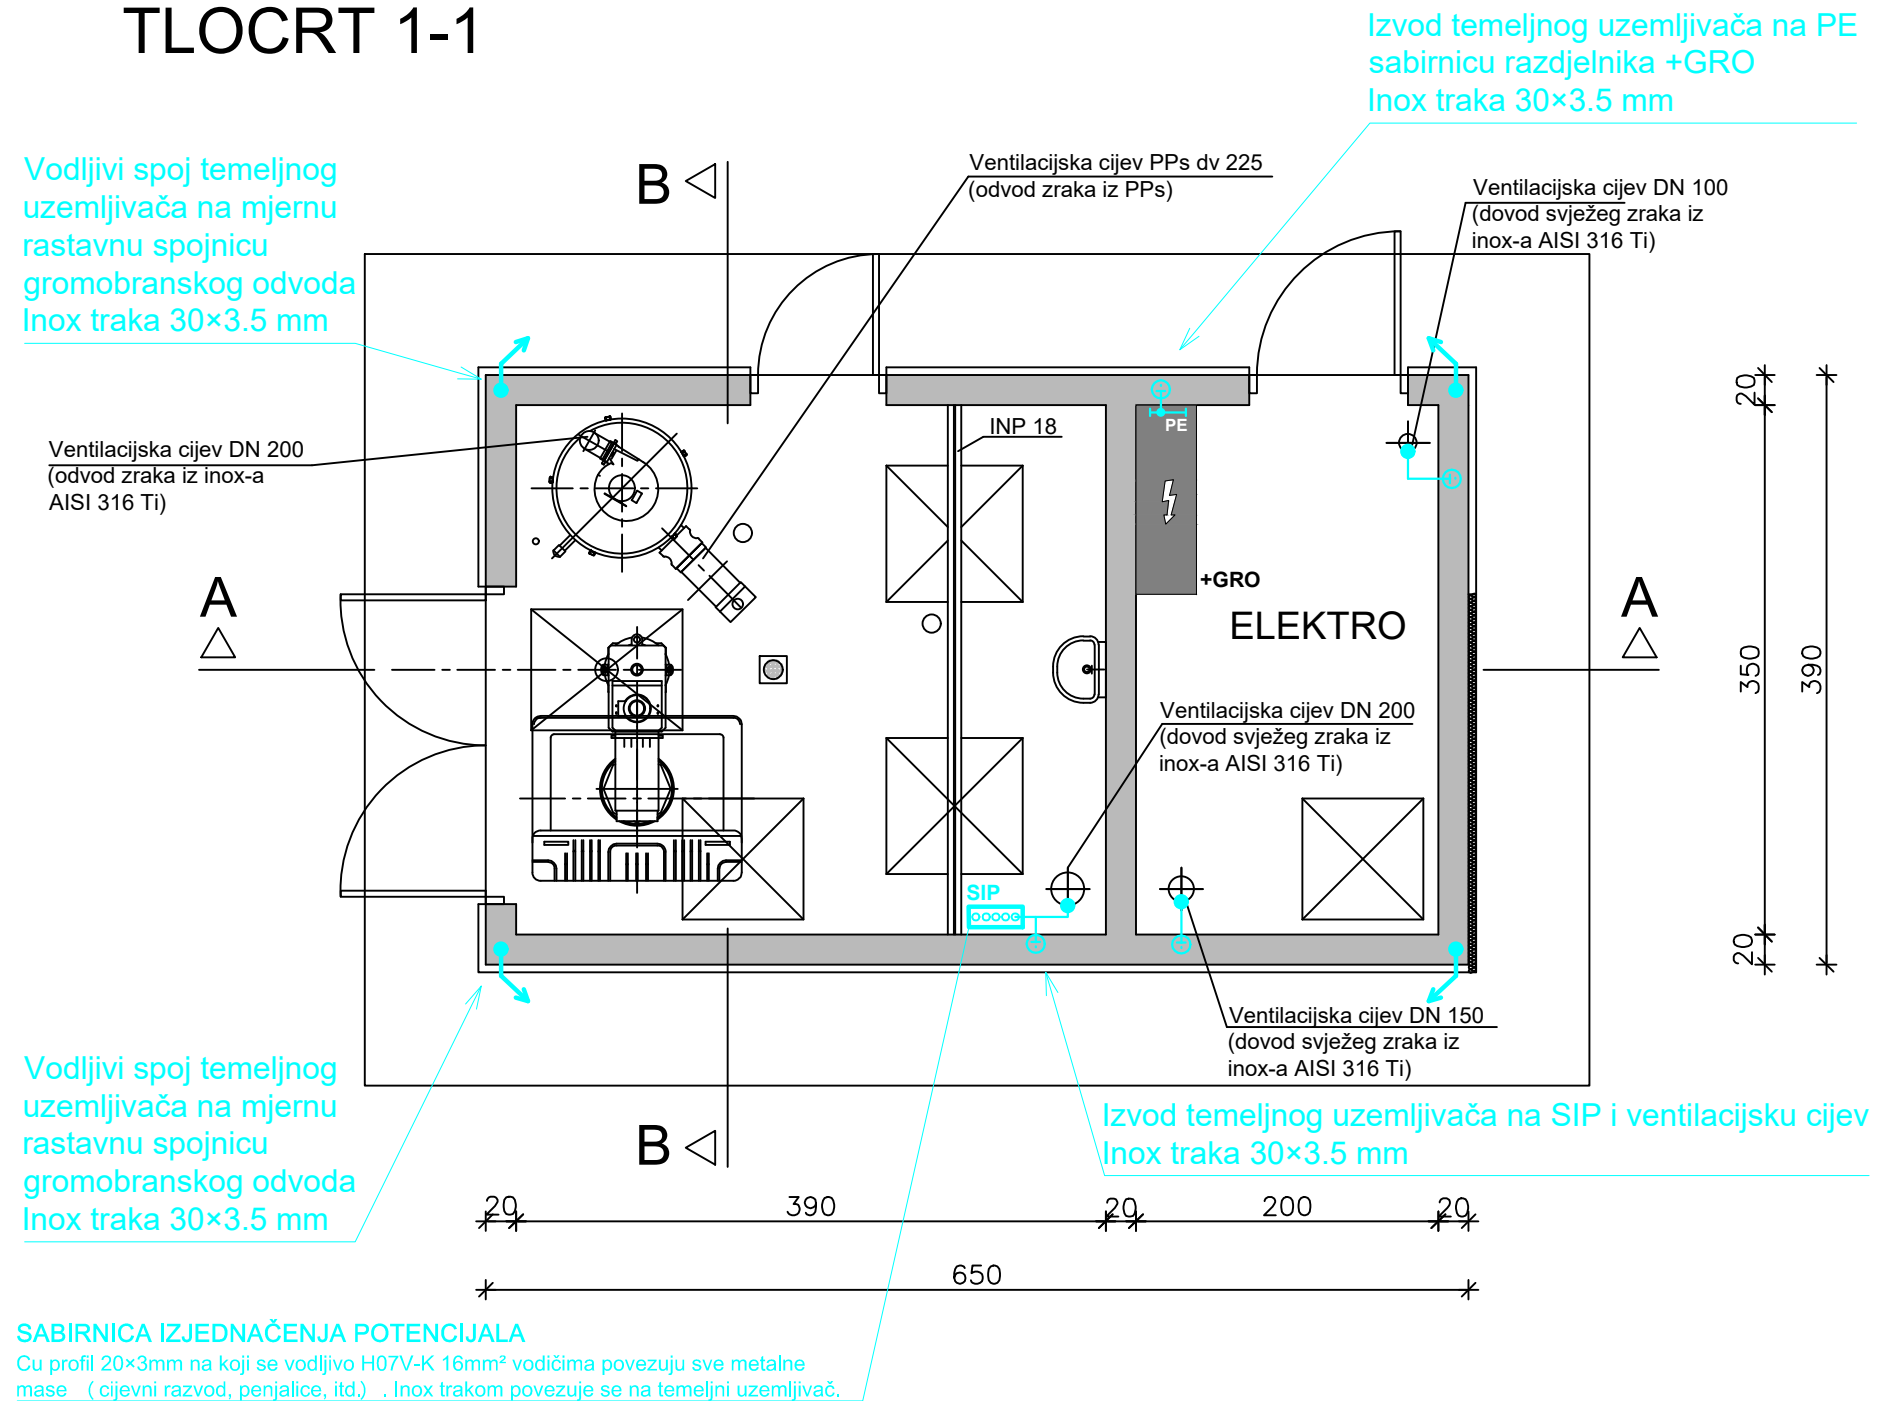 TLOCRT 1-1
Izvod temeljnog uzemljivača na PE
sabirnicu razdjelnika +GRO
Inox traka 30×3.5 mm
Vodljivi spoj temeljnog
uzemljivača na mjernu
rastavnu spojnicu
gromobranskog odvoda
Inox traka 30×3.5 mm
B
Ventilacijska cijev PPs dv 225
(odvod zraka iz PPs)
Ventilacijska cijev DN 100
(dovod svježeg zraka iz
inox-a AISI 316 Ti)
Ventilacijska cijev DN 200
(odvod zraka iz inox-a
AISI 316 Ti)
INP 18
PE
+GRO
ELEKTRO
A
A
20
350
390
20
Ventilacijska cijev DN 200
(dovod svježeg zraka iz
inox-a AISI 316 Ti)
SIP
Ventilacijska cijev DN 150
(dovod svježeg zraka iz
inox-a AISI 316 Ti)
Vodljivi spoj temeljnog
uzemljivača na mjernu
rastavnu spojnicu
gromobranskog odvoda
Inox traka 30×3.5 mm
B
Izvod temeljnog uzemljivača na SIP i ventilacijsku cijev
Inox traka 30×3.5 mm
20 390 20 200 20
650
SABIRNICA IZJEDNAČENJA POTENCIJALA
Cu profil 20×3mm na koji se vodljivo H07V-K 16mm² vodičima povezuju sve metalne
mase (cijevni razvod, penjalice, itd.) . Inox trakom povezuje se na temeljni uzemljivač.